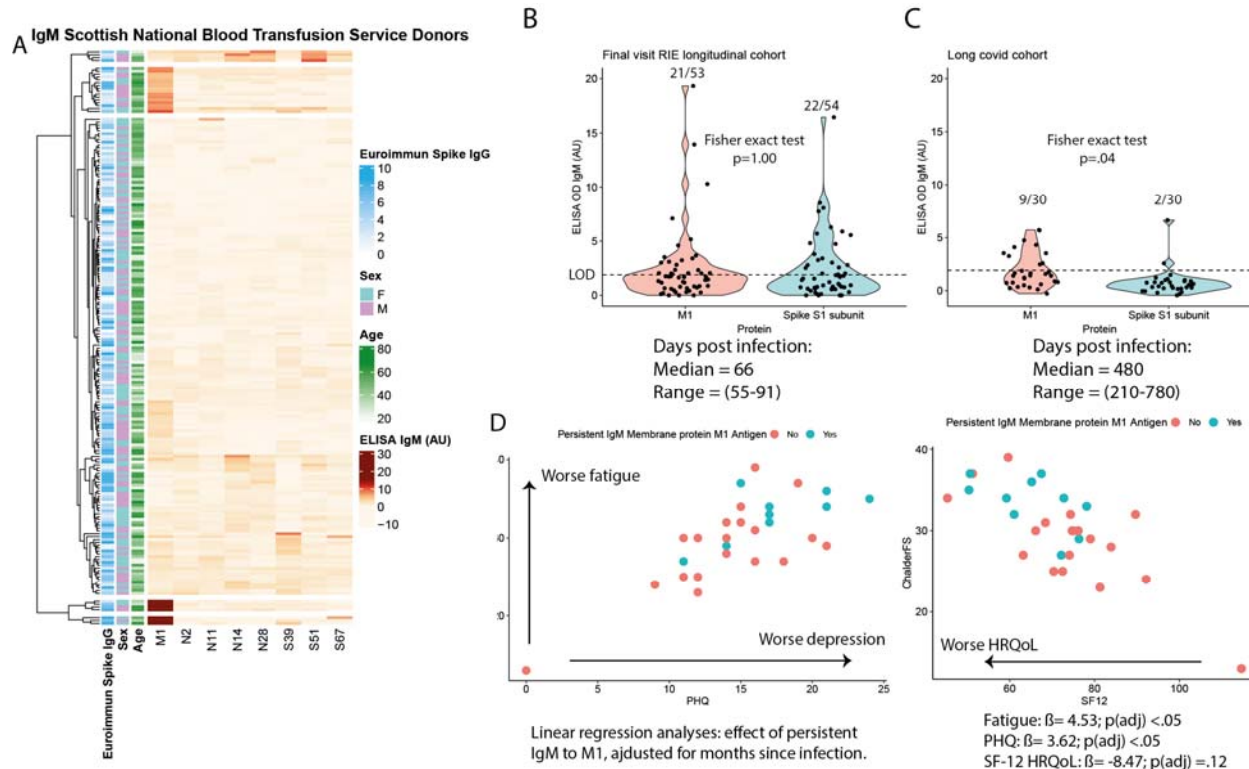 A
IgM Scottish National Blood Transfusion Service Donors
Euroimmun Spike IgG
10
8
6
4
2
0
Sex
F
M
Age
80
60
40
20
ELISA IgM (AU)
30
20
10
0
−10
Euroimmun Spike IgG
Sex
Age
M1
N2
N11
N14
N28
S39
S51
S67
B
Final visit RIE longitudinal cohort
21/53
22/54
Fisher exact test
p=1.00
ELISA OD IgM (AU)
20
15
10
5
LOD
0
M1
Spike S1 subunit
Protein
Days post infection:
Median = 66
Range = (55-91)
C
Long covid cohort
Fisher exact test
p=.04
9/30
2/30
ELISA OD IgM (AU)
20
15
10
5
0
M1
Spike S1 subunit
Protein
Days post infection:
Median = 480
Range = (210-780)
D
Persistent IgM Membrane protein M1 Antigen No Yes
Worse fatigue
Worse depression
0
5
10
15
20
25
PHQ
Linear regression analyses: effect of persistent
IgM to M1, ajdusted for months since infection.
Persistent IgM Membrane protein M1 Antigen No Yes
ChalderFS
40
30
20
Worse HRQoL
60
80
100
SF12
Fatigue: ß= 4.53; p(adj) <.05
PHQ: ß= 3.62; p(adj) <.05
SF-12 HRQoL: ß= -8.47; p(adj) =.12